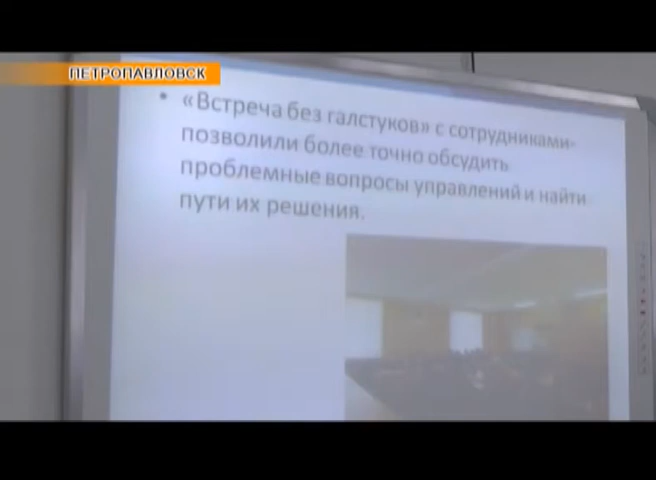 ПЕТРОПАВЛОВСК
• «Встреча без галстуков» с сотрудниками-
позволили более точно обсудить
проблемные вопросы управлений и найти
пути их решения.